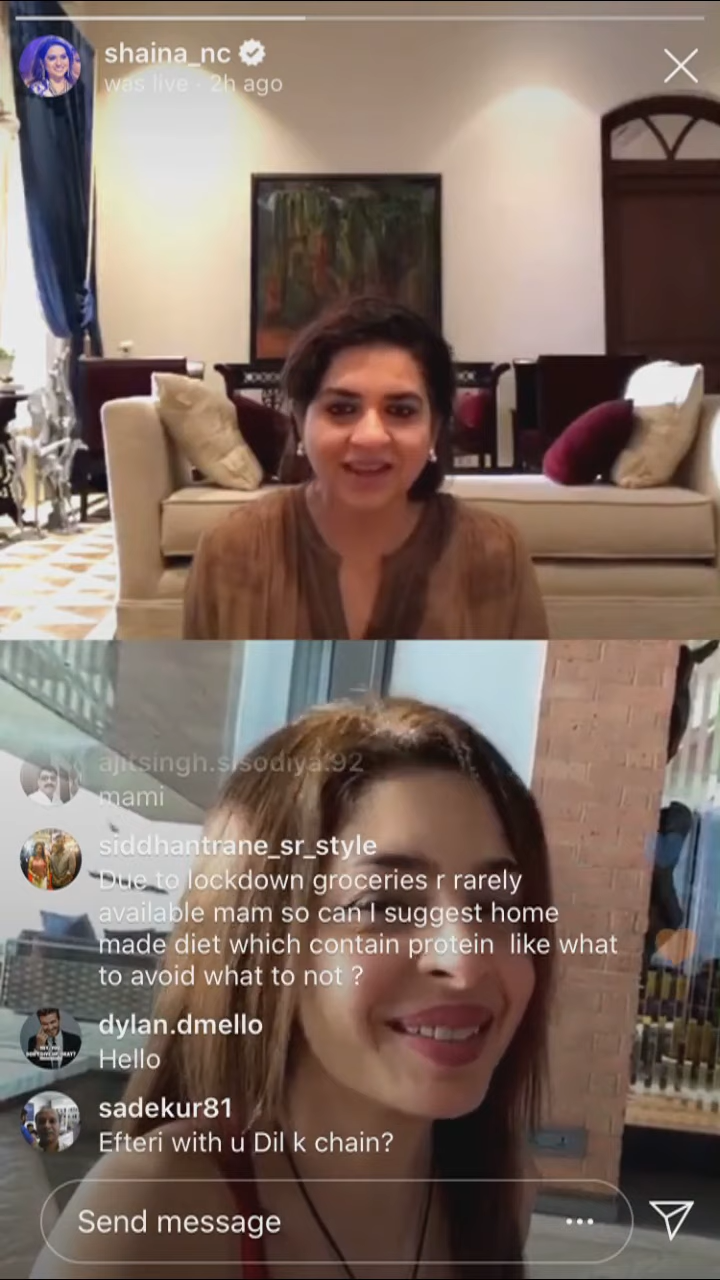 shaina_nc
was live · 2h ago
ajitsingh.sisodiya.92
mami
siddhantrane_sr_style
Due to lockdown groceries r rarely
available mam so can I suggest home
made diet which contain protein like what
to avoid what to not ?
dylan.dmello
Hello
sadekur81
Efteri with u Dil k chain?
Send message